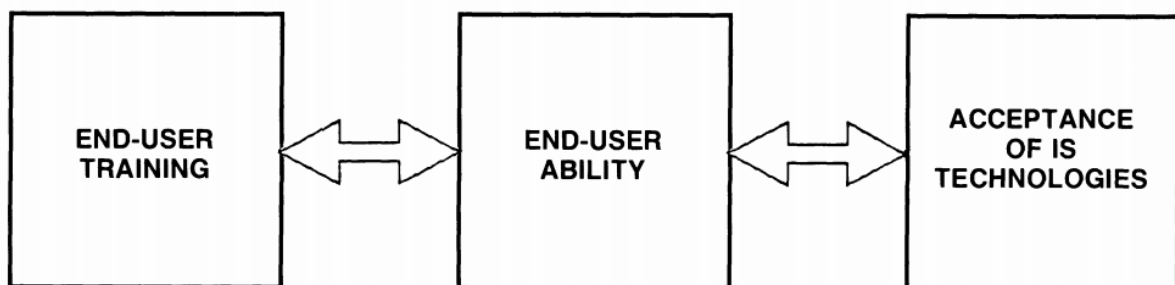 END-USER
TRAINING
END-USER
ABILITY
ACCEPTANCE
OF IS
TECHNOLOGIES